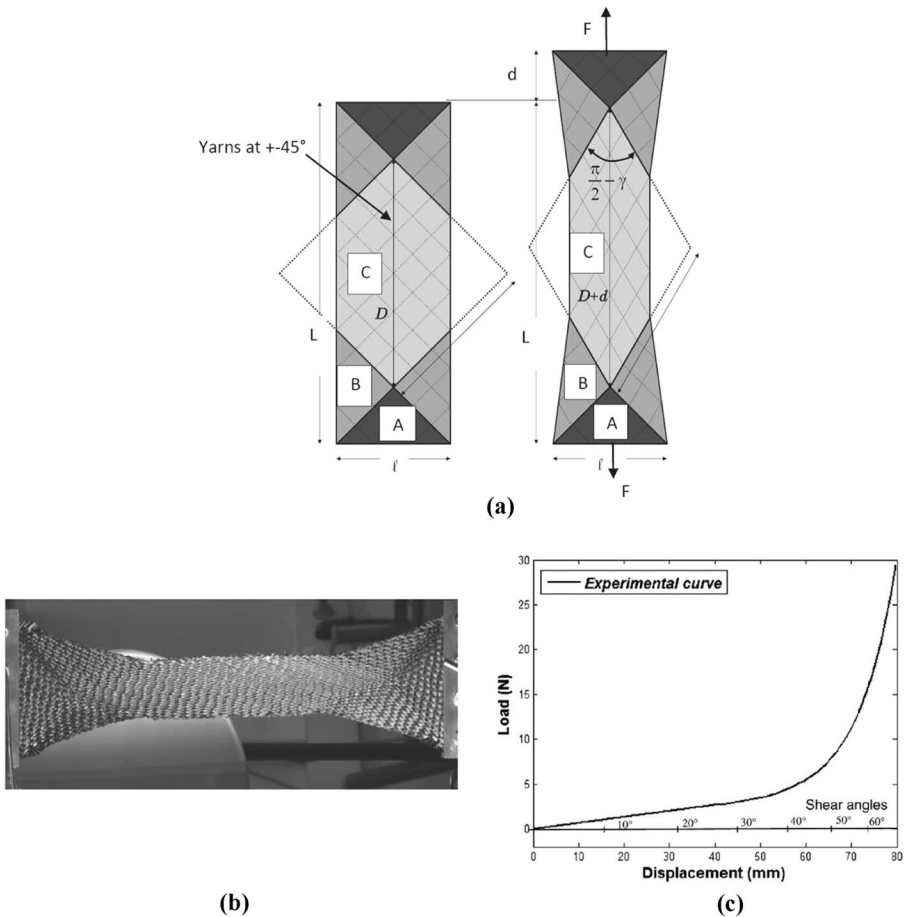 F
d
Yarns at +-45°
π/2 − γ
C
C
D
D+d
L
L
B
B
A
A
ℓ
ℓ
F
(a)
30
Experimental curve
25
20
Load (N)
15
10
5
Shear angles
0
10° 20° 30° 40° 50° 60°
0 10 20 30 40 50 60 70 80
Displacement (mm)
(b)
(c)